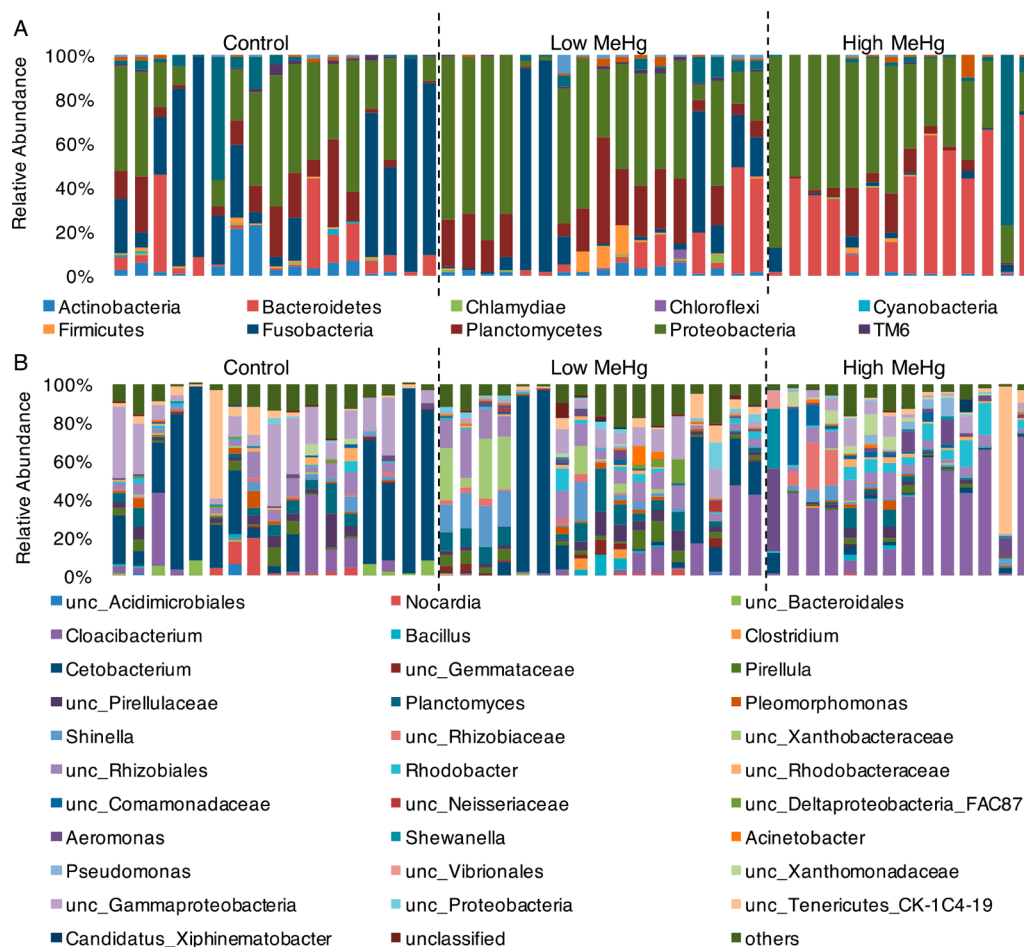 A
Control Low MeHg High MeHg
Relative Abundance
100%
80%
60%
40%
20%
0%
Actinobacteria Bacteroidetes Chlamydiae Chloroflexi Cyanobacteria
Firmicutes Fusobacteria Planctomycetes Proteobacteria TM6
B
Control Low MeHg High MeHg
Relative Abundance
100%
80%
60%
40%
20%
0%
unc_Acidimicrobiales Nocardia unc_Bacteroidales
Cloacibacterium Bacillus Clostridium
Cetobacterium unc_Gemmataceae Pirellula
unc_Pirellulaceae Planctomyces Pleomorphomonas
Shinella unc_Rhizobiaceae unc_Xanthobacteraceae
unc_Rhizobiales Rhodobacter unc_Rhodobacteraceae
unc_Comamonadaceae unc_Neisseriaceae unc_Deltaproteobacteria_FAC87
Aeromonas Shewanella Acinetobacter
Pseudomonas unc_Vibrionales unc_Xanthomonadaceae
unc_Gammaproteobacteria unc_Proteobacteria unc_Tenericutes_CK-1C4-19
Candidatus_Xiphinematobacter unclassified others